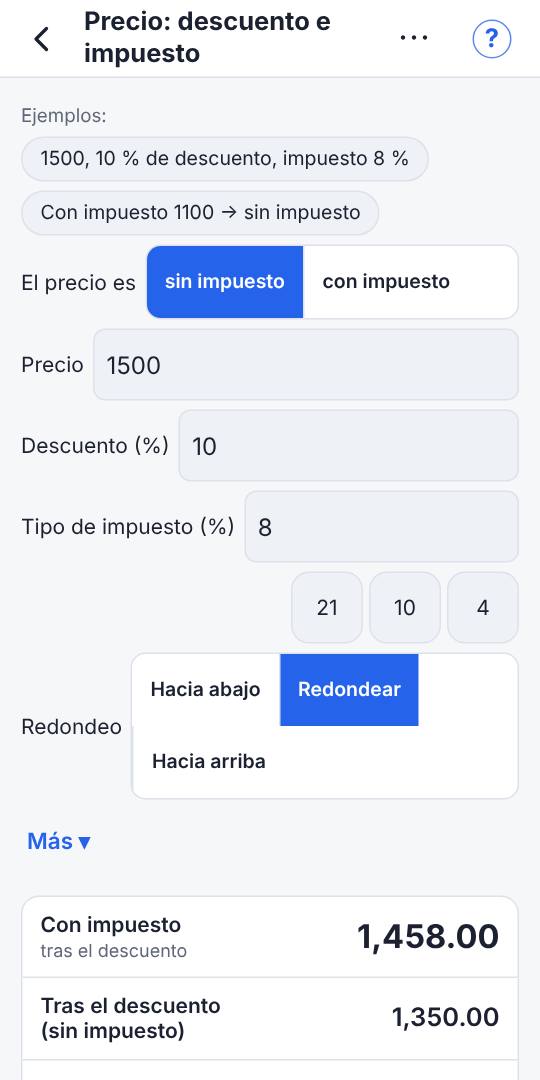 Precio: descuento e
impuesto
...
?
Ejemplos:
1500, 10 % de descuento, impuesto 8 %
Con impuesto 1100 → sin impuesto
El precio es
sin impuesto
con impuesto
Precio
1500
Descuento (%)
10
Tipo de impuesto (%)
8
21
10
4
Redondeo
Hacia abajo
Redondear
Hacia arriba
Más ▼
Con impuesto
tras el descuento
1,458.00
Tras el descuento
(sin impuesto)
1,350.00